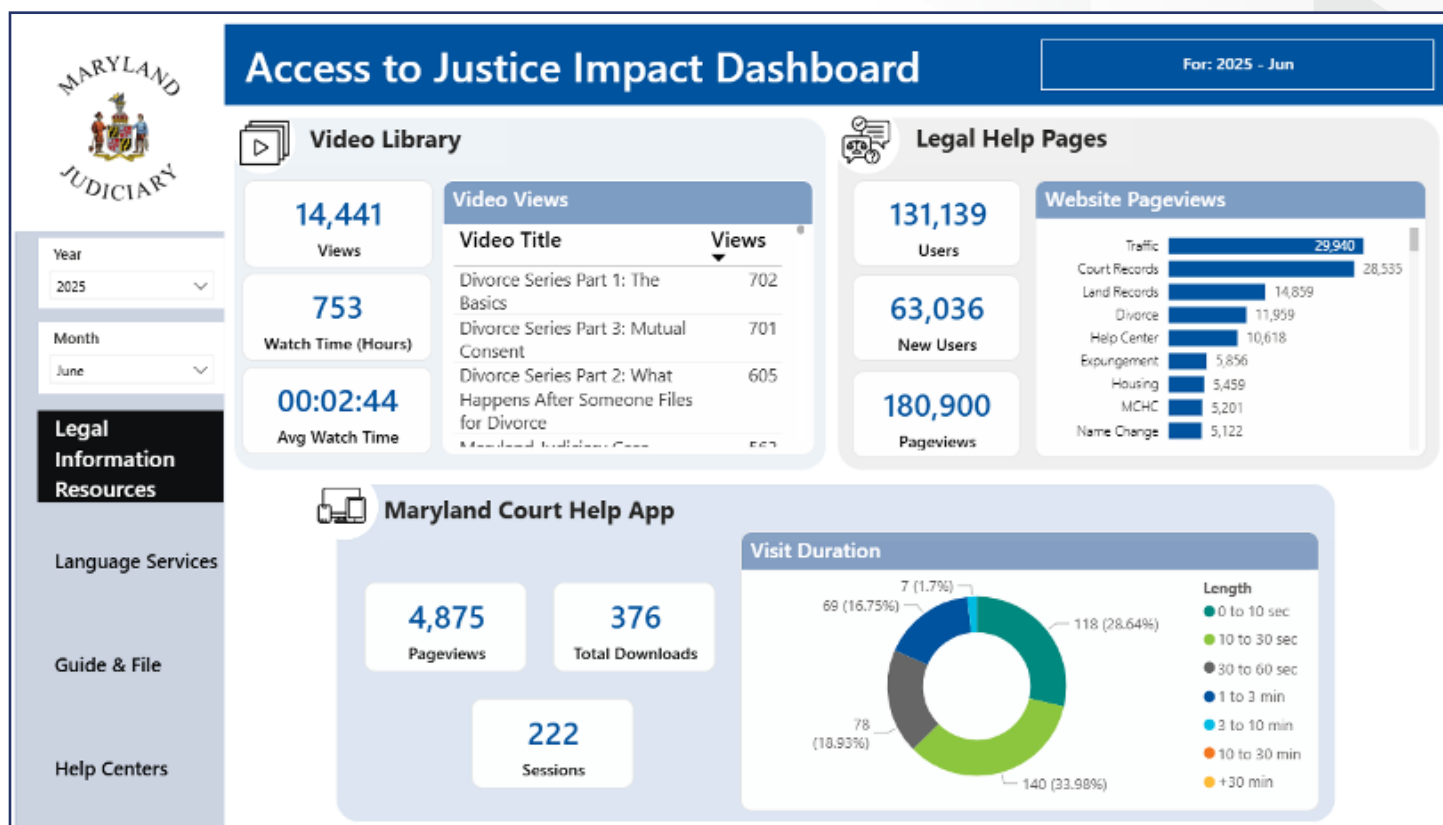 MARYLAND
JUDICIARY
Access to Justice Impact Dashboard
For: 2025 - Jun
Year
2025
Month
June
Legal
Information
Resources
Language Services
Guide & File
Help Centers
Video Library
14,441
Views
753
Watch Time (Hours)
00:02:44
Avg Watch Time
Video Views
Video Title Views
Divorce Series Part 1: The 702
Basics
Divorce Series Part 3: Mutual 701
Consent
Divorce Series Part 2: What 605
Happens After Someone Files
for Divorce
Legal Help Pages
131,139
Users
63,036
New Users
180,900
Pageviews
Website Pageviews
Traffic 29,940
Court Records 28,535
Land Records 14,859
Divorce 11,959
Help Center 10,618
Expungement 5,856
Housing 5,459
MCHC 5,201
Name Change 5,122
Maryland Court Help App
4,875
Pageviews
376
Total Downloads
222
Sessions
Visit Duration
7 (1.7%)
69 (16.75%)
118 (28.64%)
78
(18.93%)
140 (33.98%)
Length
0 to 10 sec
10 to 30 sec
30 to 60 sec
1 to 3 min
3 to 10 min
10 to 30 min
+30 min